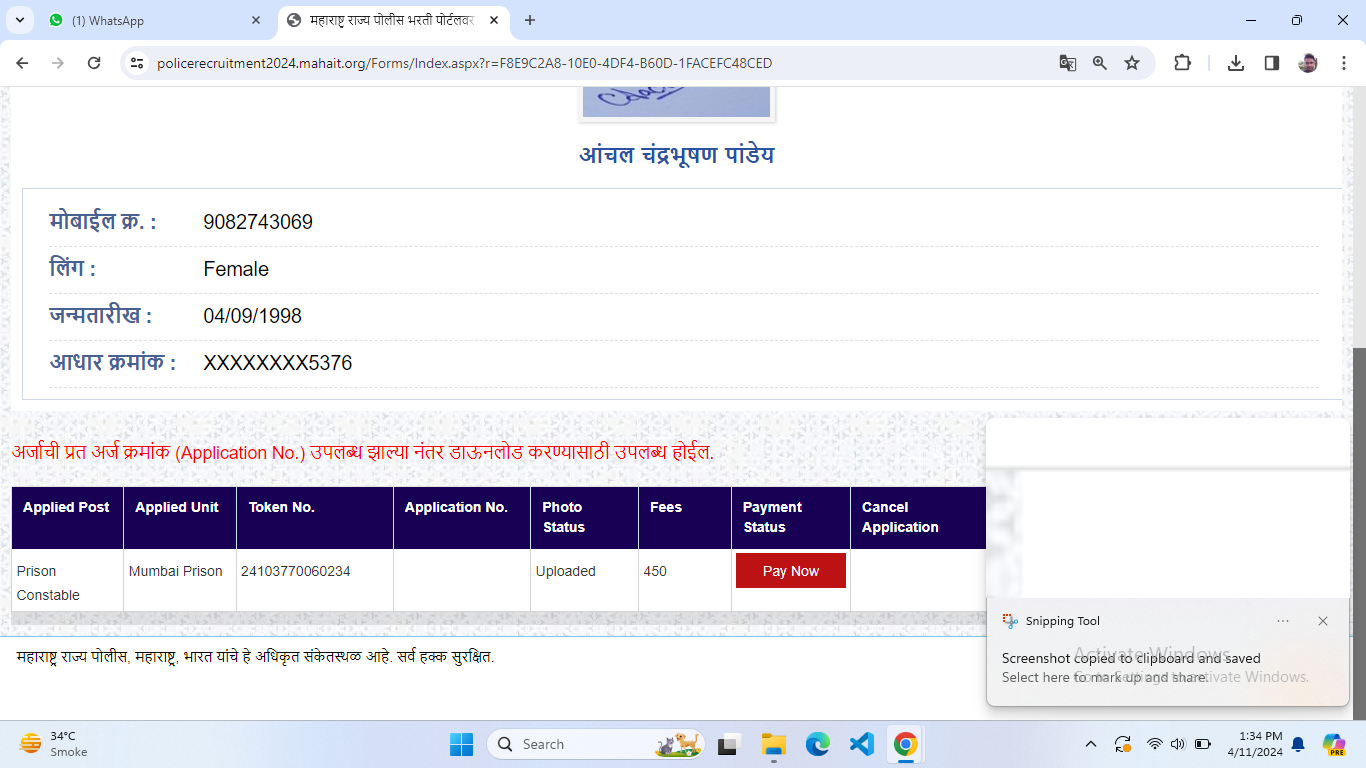 (1) WhatsApp
महाराष्ट्र राज्य पोलीस भरती पोर्टलवर
policerecruitment2024.mahait.org/Forms/Index.aspx?r=F8E9C2A8-10E0-4DF4-B60D-1FACEFC48CED
आंचल चंद्रभूषण पांडेय
मोबाईल क्र. : 9082743069
लिंग : Female
जन्मतारीख : 04/09/1998
आधार क्रमांक : XXXXXXXX5376
अर्जाची प्रत अर्ज क्रमांक (Application No.) उपलब्ध झाल्या नंतर डाऊनलोड करण्यासाठी उपलब्ध होईल.
Applied Post Applied Unit Token No. Application No. Photo Status Fees Payment Status Cancel Application
Prison Constable Mumbai Prison 24103770060234 Uploaded 450 Pay Now
महाराष्ट्र राज्य पोलीस, महाराष्ट्र, भारत यांचे हे अधिकृत संकेतस्थळ आहे. सर्व हक्क सुरक्षित.
Snipping Tool
Screenshot copied to clipboard and saved
Select here to mark up and share.
Activate Windows
Go to Settings to activate Windows.
34°C
Smoke
Search
1:34 PM
4/11/2024
PRE